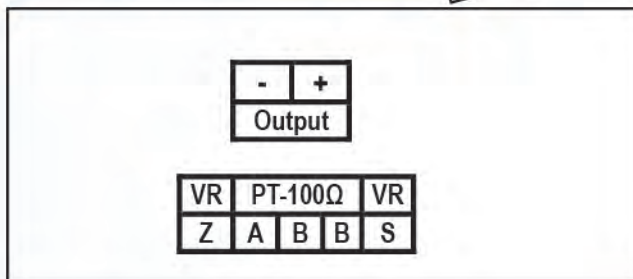 - +
Output
VR PT-100Ω VR
Z A B B S